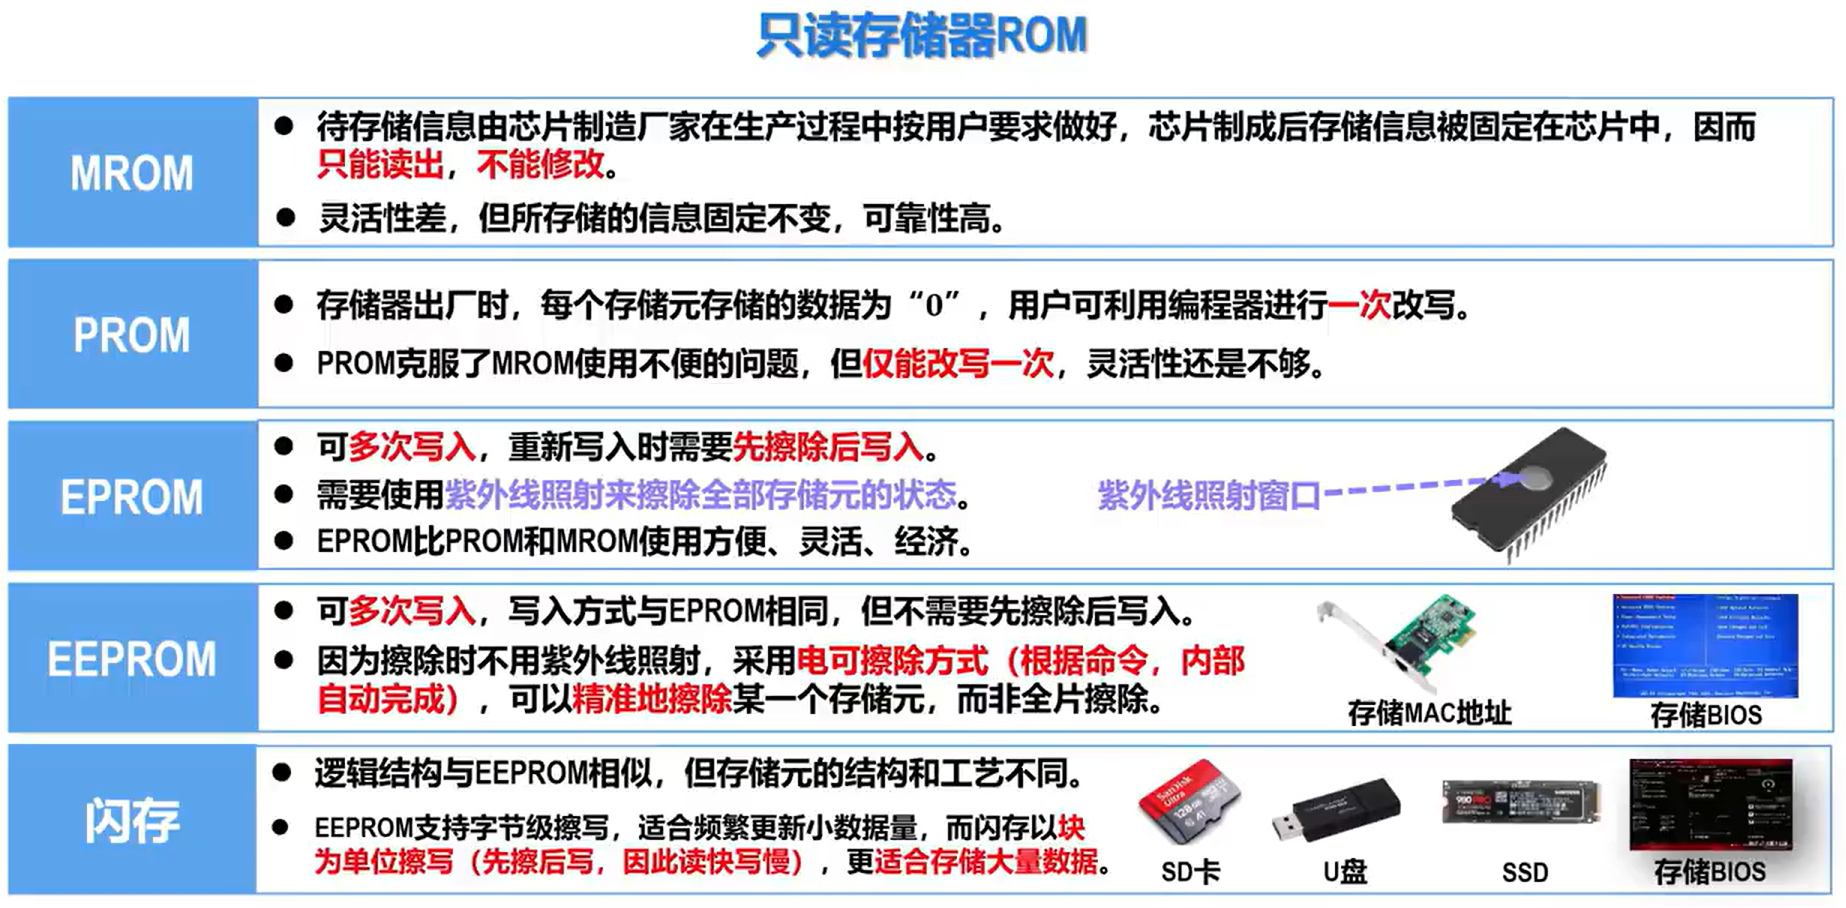 只读存储器ROM
MROM
● 待存储信息由芯片制造厂家在生产过程中按用户要求做好，芯片制成后存储信息被固定在芯片中，因而
只能读出，不能修改。
● 灵活性差，但所存储的信息固定不变，可靠性高。
PROM
● 存储器出厂时，每个存储元存储的数据为“0”，用户可利用编程器进行一次改写。
● PROM克服了MROM使用不便的问题，但仅能改写一次，灵活性还是不够。
EPROM
● 可多次写入，重新写入时需要先擦除后写入。
● 需要使用紫外线照射来擦除全部存储元的状态。
● EPROM比PROM和MROM使用方便、灵活、经济。
紫外线照射窗口
EEPROM
● 可多次写入，写入方式与EPROM相同，但不需要先擦除后写入。
● 因为擦除时不用紫外线照射，采用电可擦除方式（根据命令，内部
自动完成），可以精准地擦除某一个存储元，而非全片擦除。
存储MAC地址
存储BIOS
闪存
● 逻辑结构与EEPROM相似，但存储元的结构和工艺不同。
● EEPROM支持字节级擦写，适合频繁更新小数据量，而闪存以块
为单位擦写（先擦后写，因此读快写慢），更适合存储大量数据。
SanDisk
Ultra
128GB
A1
SD卡
U盘
980 PRO
SAMSUNG
SSD
存储BIOS